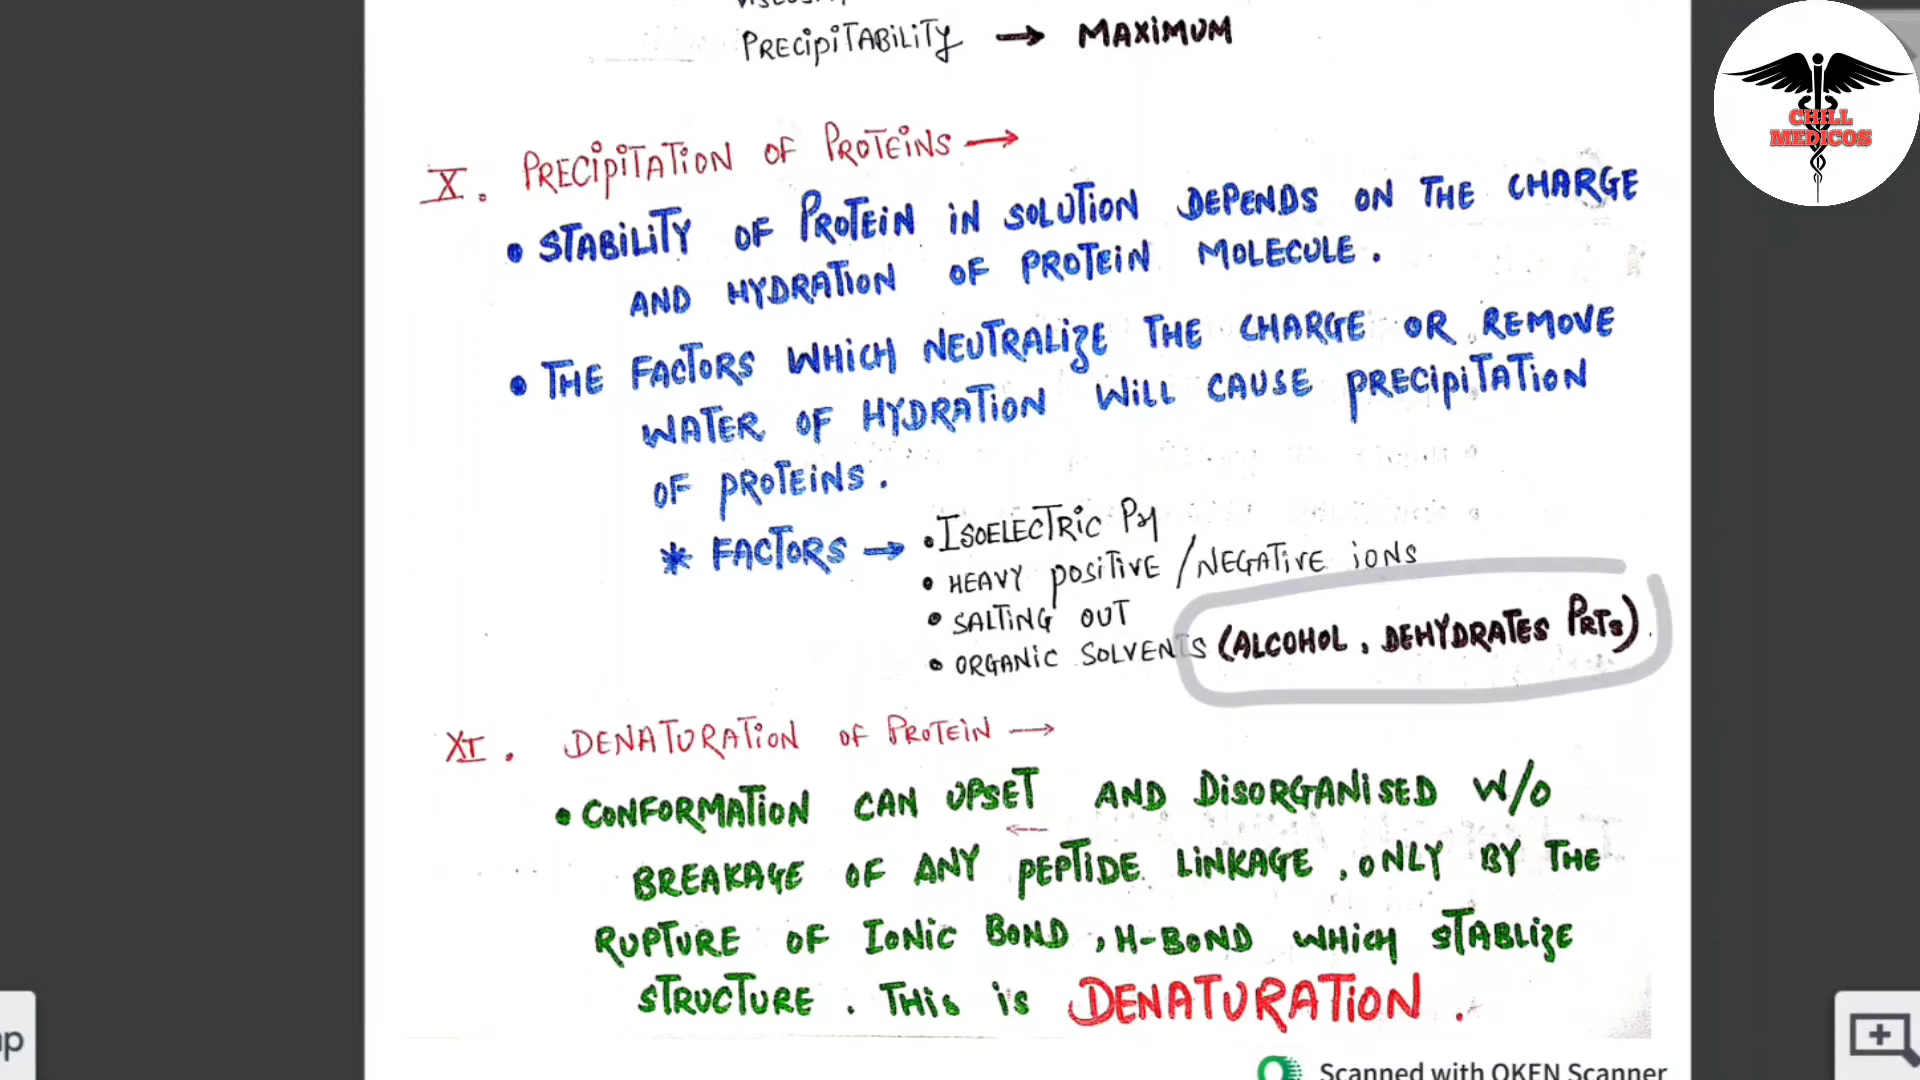 PRECIPITABILITY → MAXIMUM
CHILL
MEDICOS
X. PRECIPITATION OF PROTEINS →
• STABILITY OF PROTEIN IN SOLUTION DEPENDS ON THE CHARGE
AND HYDRATION OF PROTEIN MOLECULE.
• THE FACTORS WHICH NEUTRALIZE THE CHARGE OR REMOVE
WATER OF HYDRATION WILL CAUSE PRECIPITATION
OF PROTEINS.
* FACTORS → • ISOELECTRIC PH
• HEAVY POSITIVE / NEGATIVE IONS
• SALTING OUT
• ORGANIC SOLVENTS (ALCOHOL, DEHYDRATES PRTS).
XI. DENATURATION OF PROTEIN →
• CONFORMATION CAN UPSET AND DISORGANISED W/O
BREAKAGE OF ANY PEPTIDE LINKAGE, ONLY BY THE
RUPTURE OF IONIC BOND, H-BOND WHICH STABLIZE
STRUCTURE. THIS IS DENATURATION.
Scanned with OKEN Scanner